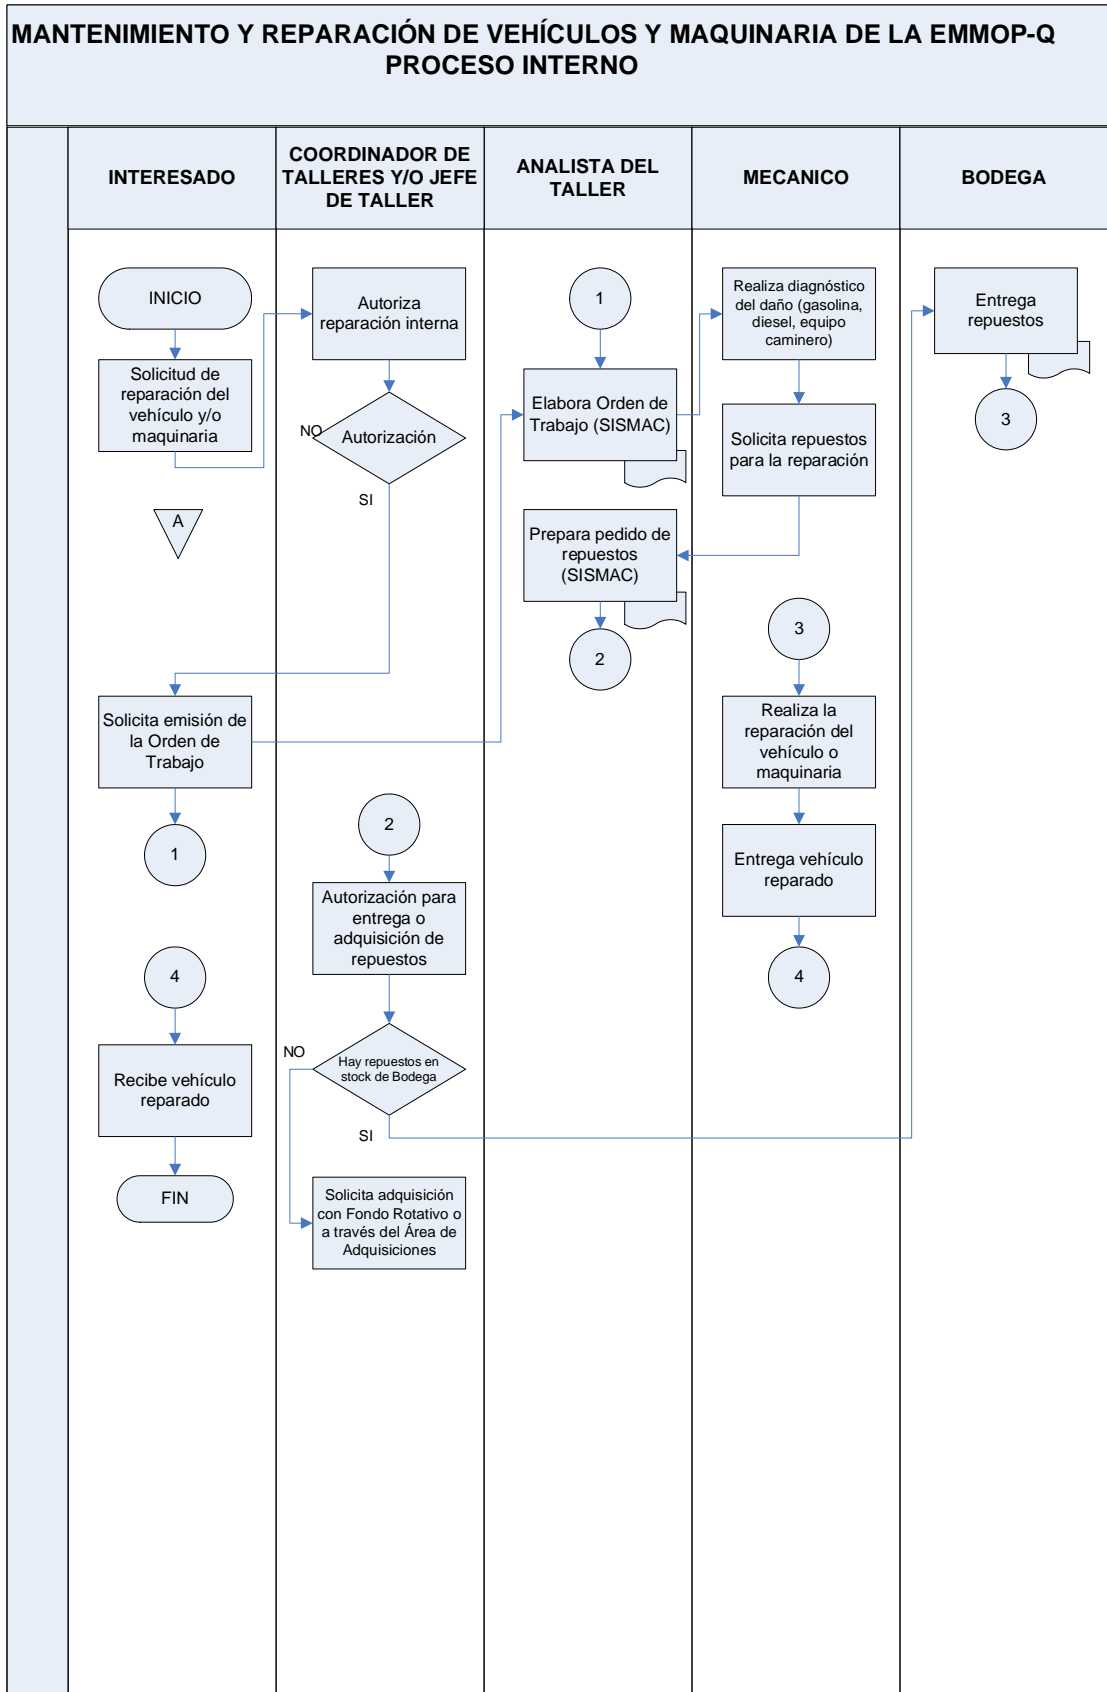 MANTENIMIENTO Y REPARACIÓN DE VEHÍCULOS Y MAQUINARIA DE LA EMMOP-Q
PROCESO INTERNO
INTERESADO
COORDINADOR DE
TALLERES Y/O JEFE
DE TALLER
ANALISTA DEL
TALLER
MECANICO
BODEGA
INICIO
Solicitud de
reparación del
vehículo y/o
maquinaria
A
Solicita emisión de
la Orden de
Trabajo
1
4
Recibe vehículo
reparado
FIN
Autoriza
reparación interna
NO
Autorización
SI
2
Autorización para
entrega o
adquisición de
repuestos
NO
Hay repuestos en
stock de Bodega
SI
Solicita adquisición
con Fondo Rotativo o
a través del Área de
Adquisiciones
1
Elabora Orden de
Trabajo (SISMAC)
Prepara pedido de
repuestos
(SISMAC)
2
Realiza diagnóstico
del daño (gasolina,
diesel, equipo
caminero)
Solicita repuestos
para la reparación
3
Realiza la
reparación del
vehículo o
maquinaria
Entrega vehículo
reparado
4
Entrega
repuestos
3